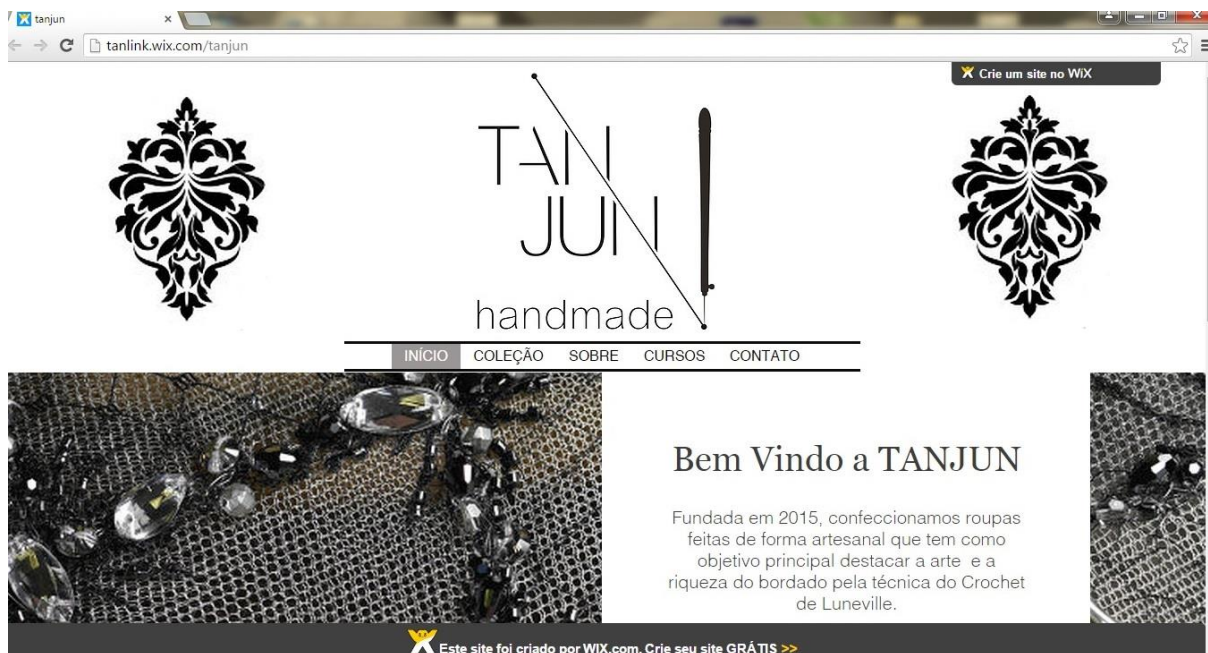 tanjun
tanlink.wix.com/tanjun
Crie um site no WiX
TAN
JUN
handmade
INÍCIO COLEÇÃO SOBRE CURSOS CONTATO
Bem Vindo a TANJUN
Fundada em 2015, confeccionamos roupas
feitas de forma artesanal que tem como
objetivo principal destacar a arte e a
riqueza do bordado pela técnica do Crochet
de Luneville.
Este site foi criado por WIX.com. Crie seu site GRÁTIS >>